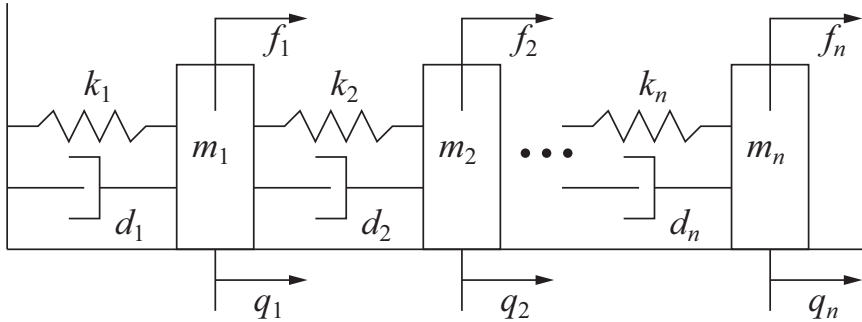 f₁ f₂ fₙ
k₁ k₂ kₙ
m₁ m₂ ••• mₙ
d₁ d₂ dₙ
q₁ q₂ qₙ